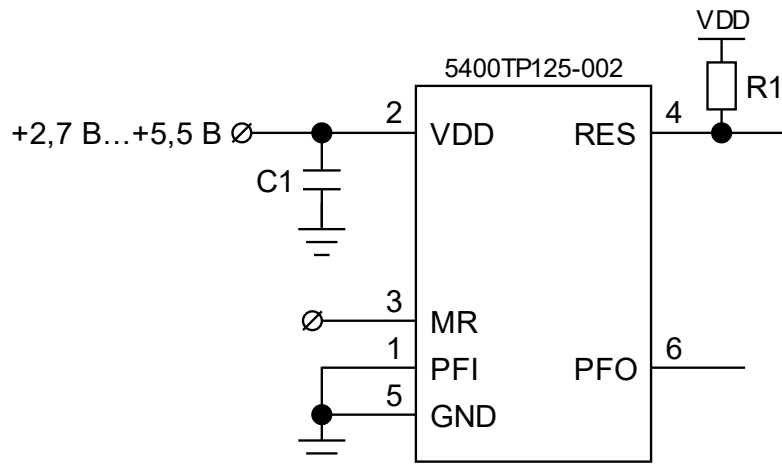 VDD
5400TP125-002
R1
+2,7 В...+5,5 В
2
VDD
RES
4
C1
3
MR
1
PFI
PFO
6
5
GND